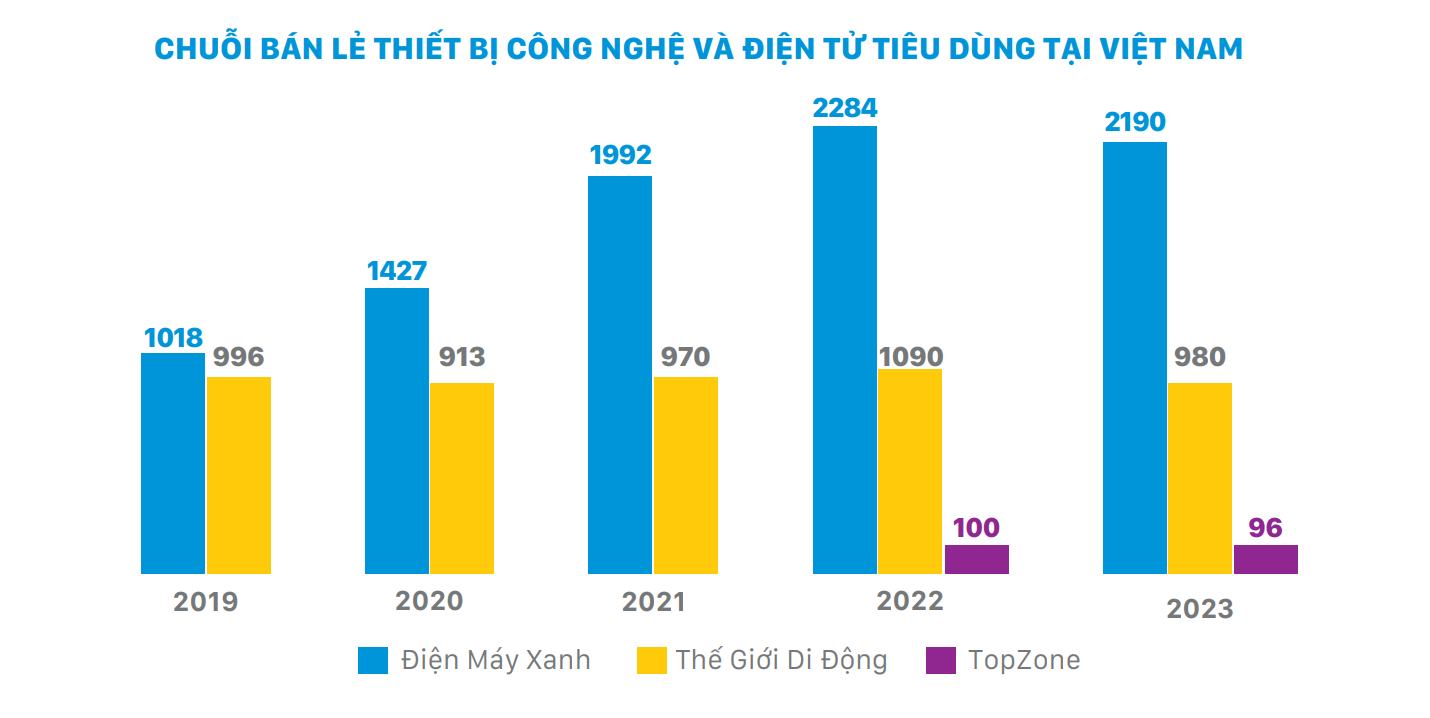 CHUỖI BÁN LẺ THIẾT BỊ CÔNG NGHỆ VÀ ĐIỆN TỬ TIÊU DÙNG TẠI VIỆT NAM
1018 996
1427 913
1992 970
2284 1090 100
2190 980 96
2019 2020 2021 2022 2023
Điện Máy Xanh Thế Giới Di Động TopZone